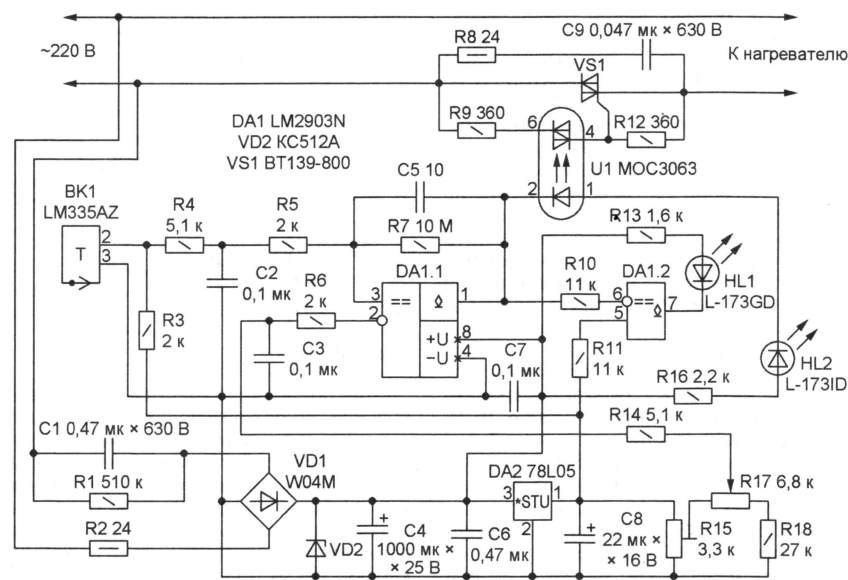 C9 0,047 мк × 630 В
R8 24
~220 В
VS1
К нагревателю
DA1 LM2903N
VD2 КС512А
VS1 BT139-800
R9 360
6
4
R12 360
U1 MOC3063
C5 10
2
1
BK1
LM335AZ
R4
5,1 к
R5
2 к
R7 10 М
R13 1,6 к
T
2
3
C2
0,1 мк
R6
2 к
DA1.1
3
==
1
2
+U
8
−U
4
R10
11 к
DA1.2
6
==
5
7
HL1
L-173GD
R3
2 к
C3
0,1 мк
C7
0,1 мк
R11
11 к
HL2
L-173ID
R16 2,2 к
C1 0,47 мк × 630 В
R14 5,1 к
R1 510 к
VD1
W04M
DA2 78L05
3
*STU
1
2
R17 6,8 к
R2 24
VD2
+
C4
1000 мк ×
× 25 В
C6
0,47 мк
+
C8
22 мк ×
× 16 В
R15
3,3 к
R18
27 к